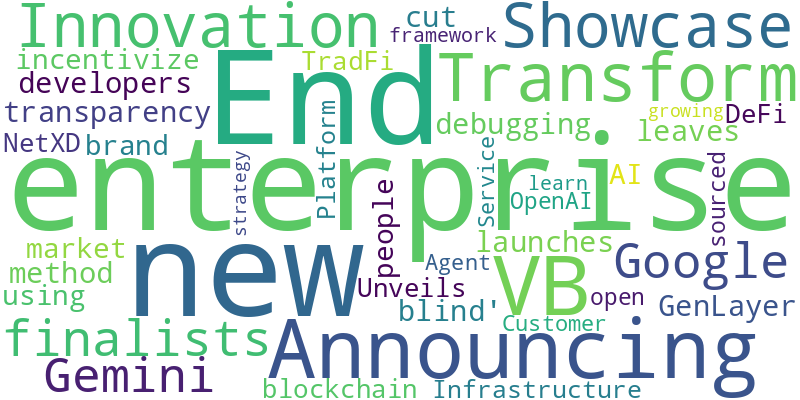 Innovation
cut
framework
Showcase
incentivize
End
TradFi
Transform
developers
transparency
Platform
growing
DeFi
debugging
leaves
NetXD
brand
enterprise
strategy
people
Service
learn
AI
OpenAI
sourced
market
new
launches
method
Agent
VB
Google
using
Unveils
open
blind'
GenLayer
finalists
Announcing
Customer
Gemini
blockchain
Infrastructure